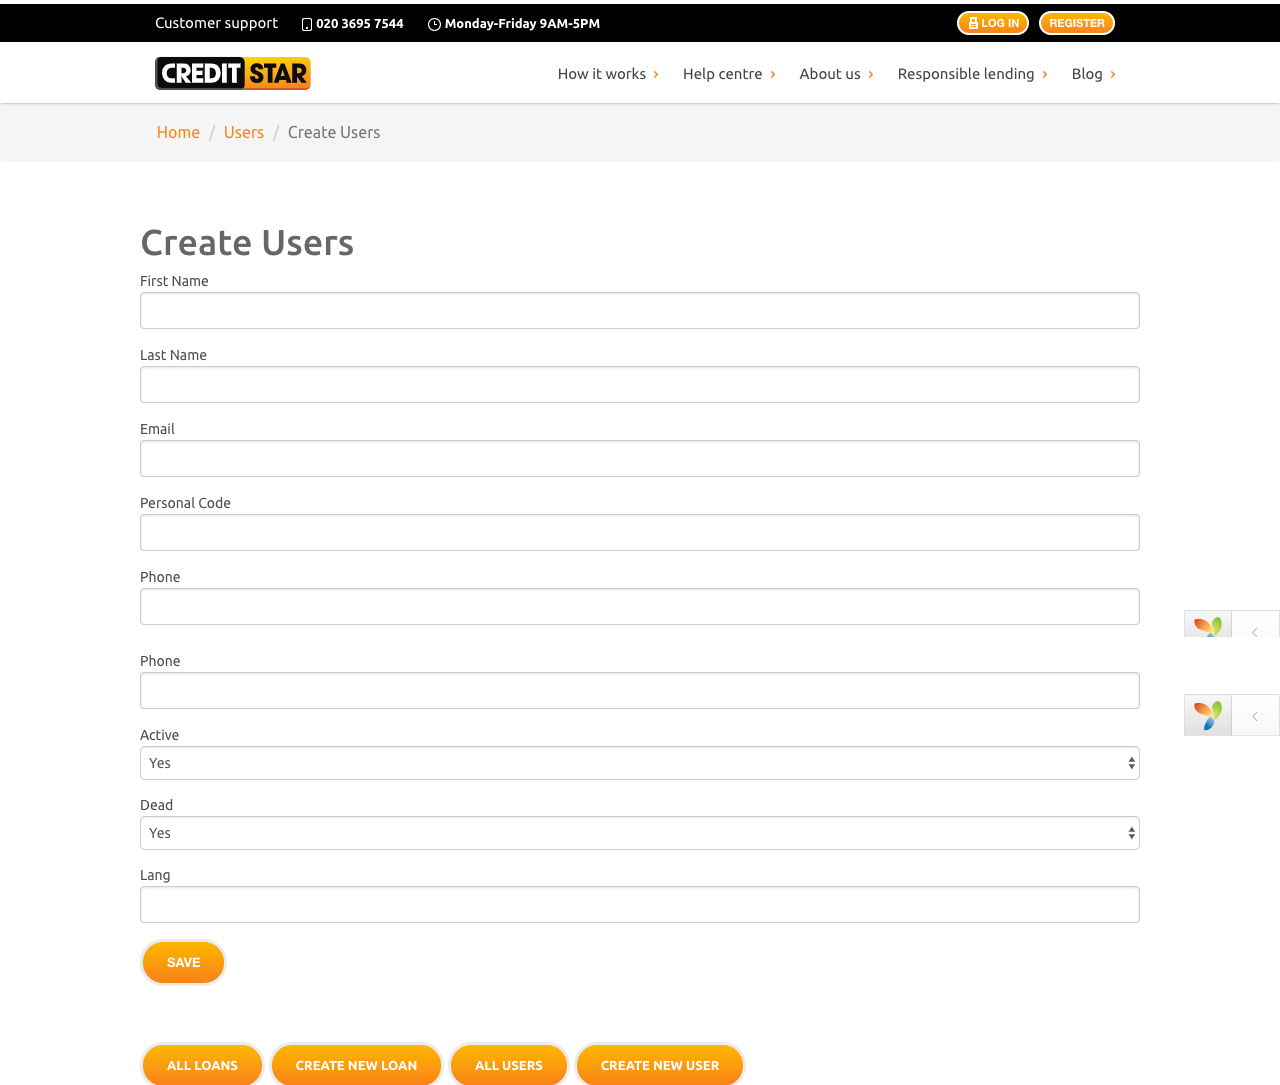 Customer support 020 3695 7544 Monday-Friday 9AM-5PM LOG IN REGISTER
CREDIT STAR How it works Help centre About us Responsible lending Blog
Home / Users / Create Users
Create Users
First Name
Last Name
Email
Personal Code
Phone
Phone
Active
Yes
Dead
Yes
Lang
SAVE
ALL LOANS CREATE NEW LOAN ALL USERS CREATE NEW USER